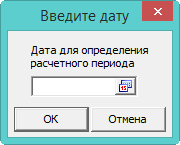 Введите дату
Дата для определения
расчетного периода
OK
Отмена